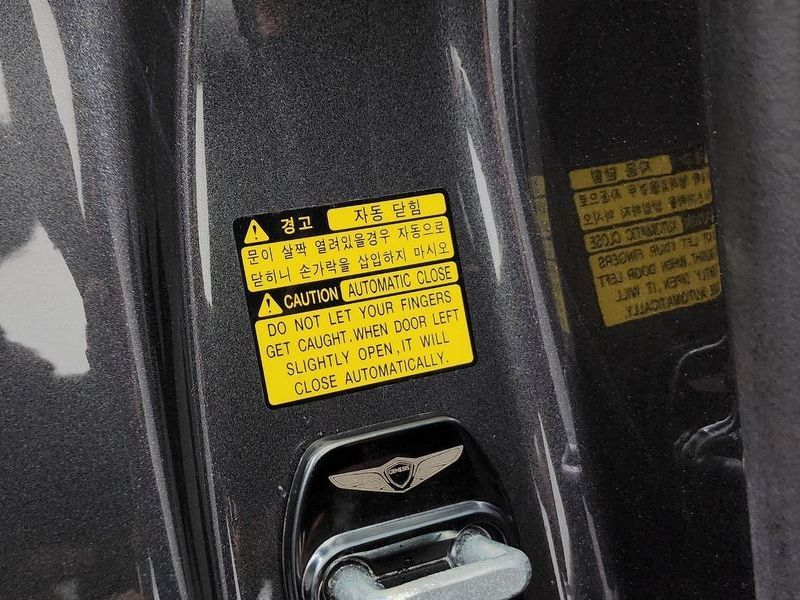 경고 자동 닫힘
문이 살짝 열려있을경우 자동으로
닫히니 손가락을 삽입하지 마시오
CAUTION AUTOMATIC CLOSE
DO NOT LET YOUR FINGERS
GET CAUGHT,WHEN DOOR LEFT
SLIGHTLY OPEN,IT WILL
CLOSE AUTOMATICALLY.
GENESIS